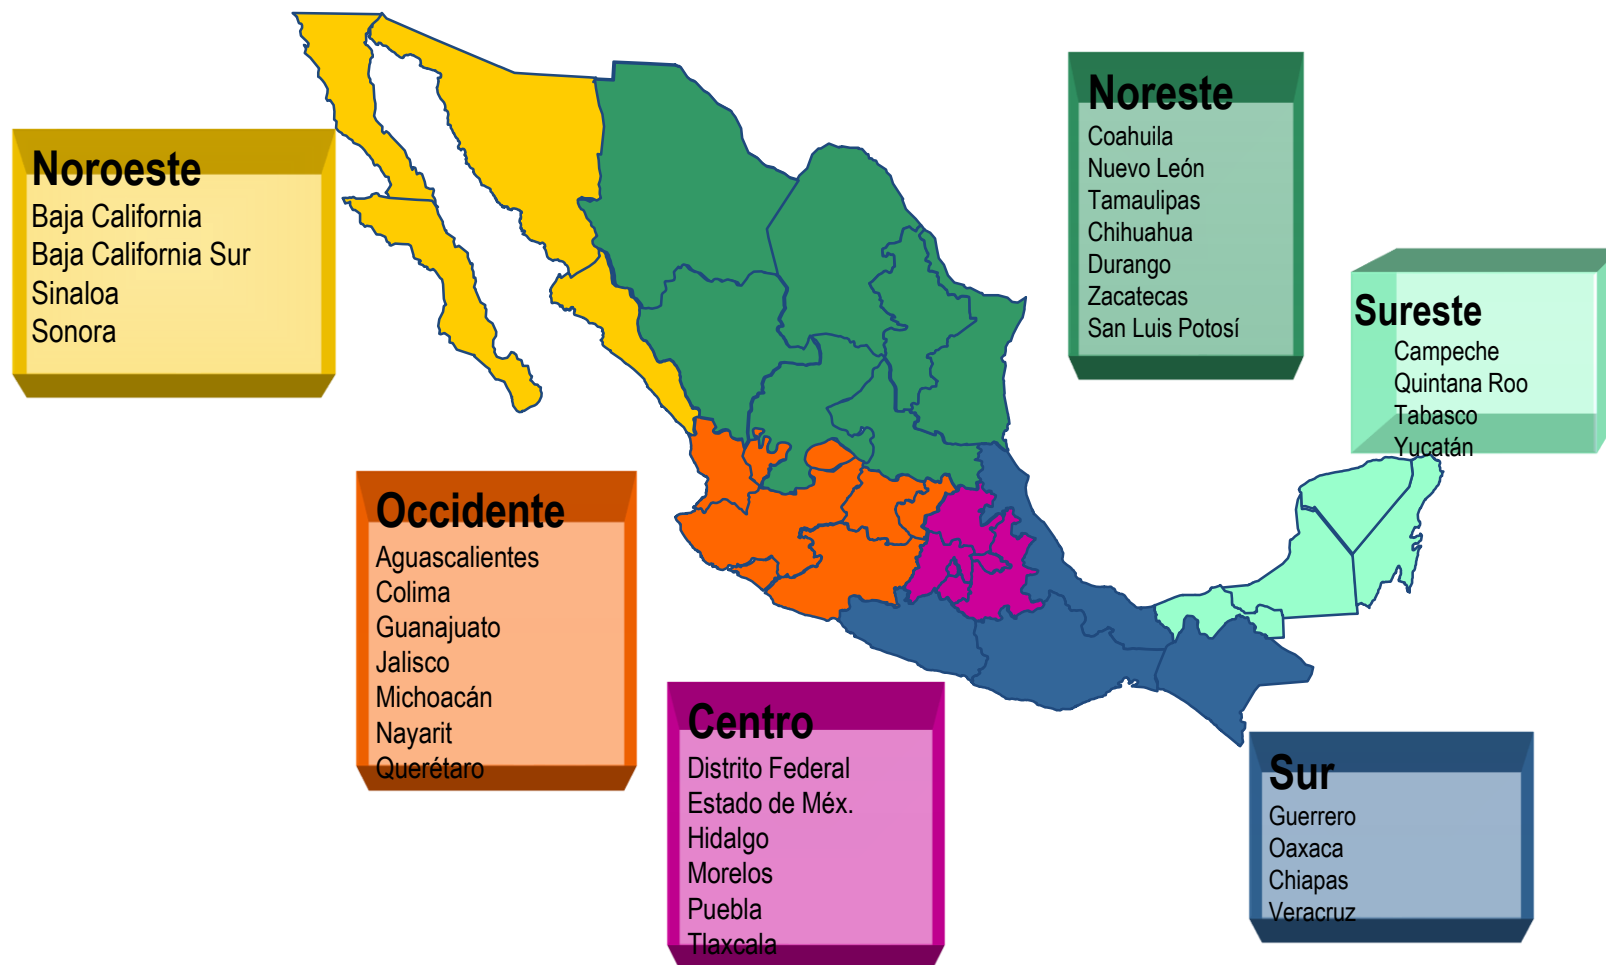 Noroeste
Baja California
Baja California Sur
Sinaloa
Sonora
Noreste
Coahuila
Nuevo León
Tamaulipas
Chihuahua
Durango
Zacatecas
San Luis Potosí
Sureste
Campeche
Quintana Roo
Tabasco
Yucatán
Occidente
Aguascalientes
Colima
Guanajuato
Jalisco
Michoacán
Nayarit
Querétaro
Centro
Distrito Federal
Estado de Méx.
Hidalgo
Morelos
Puebla
Tlaxcala
Sur
Guerrero
Oaxaca
Chiapas
Veracruz